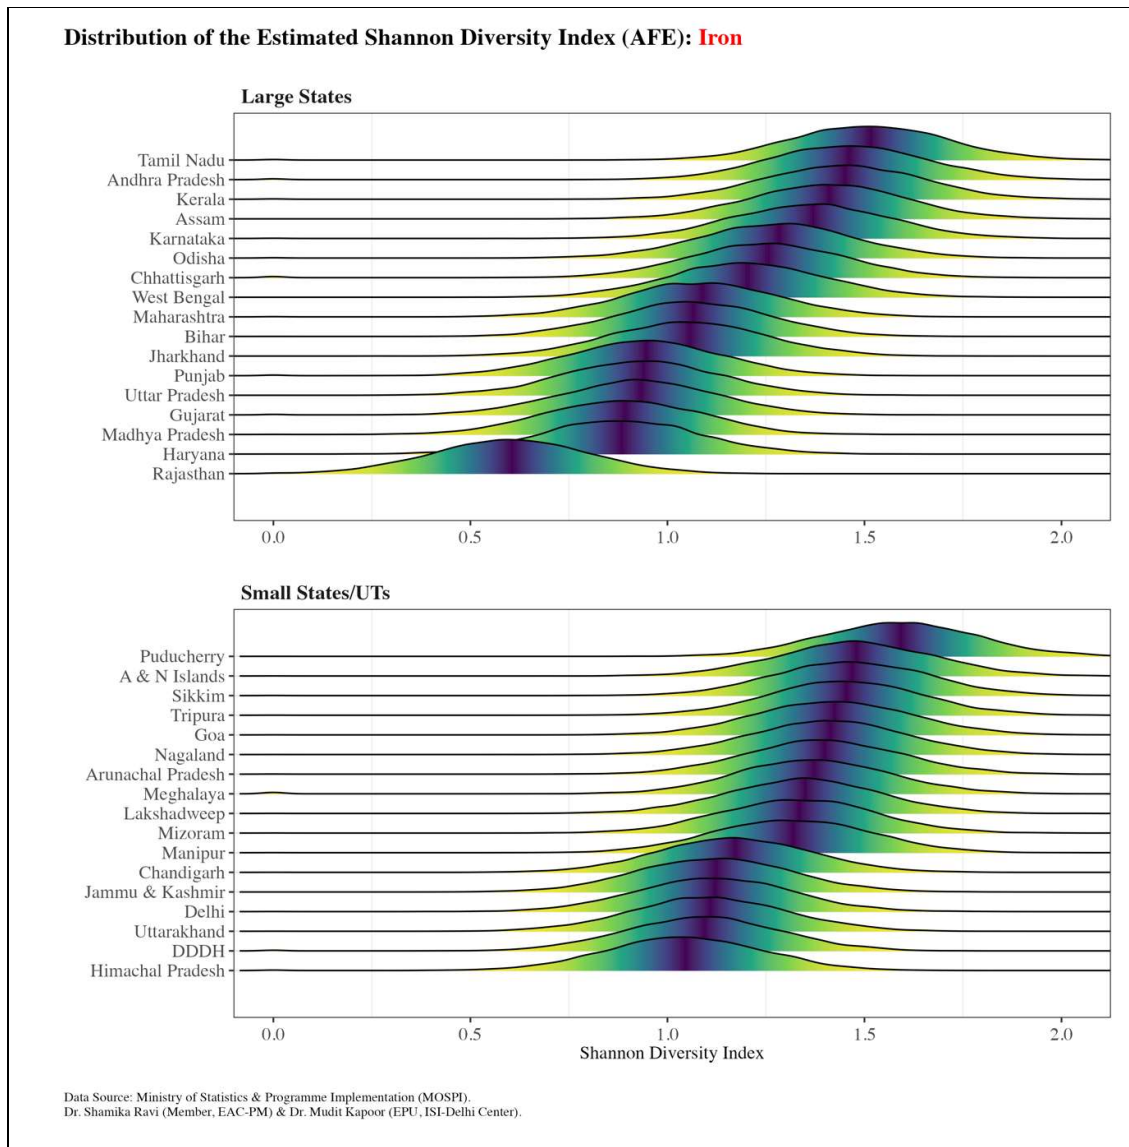 Distribution of the Estimated Shannon Diversity Index (AFE): Iron
Large States
Tamil Nadu
Andhra Pradesh
Kerala
Assam
Karnataka
Odisha
Chhattisgarh
West Bengal
Maharashtra
Bihar
Jharkhand
Punjab
Uttar Pradesh
Gujarat
Madhya Pradesh
Haryana
Rajasthan
0.0 0.5 1.0 1.5 2.0
Small States/UTs
Puducherry
A & N Islands
Sikkim
Tripura
Goa
Nagaland
Arunachal Pradesh
Meghalaya
Lakshadweep
Mizoram
Manipur
Chandigarh
Jammu & Kashmir
Delhi
Uttarakhand
DDDH
Himachal Pradesh
0.0 0.5 1.0 1.5 2.0
Shannon Diversity Index
Data Source: Ministry of Statistics & Programme Implementation (MOSPI).
Dr. Shamika Ravi (Member, EAC-PM) & Dr. Mudit Kapoor (EPU, ISI-Delhi Center).